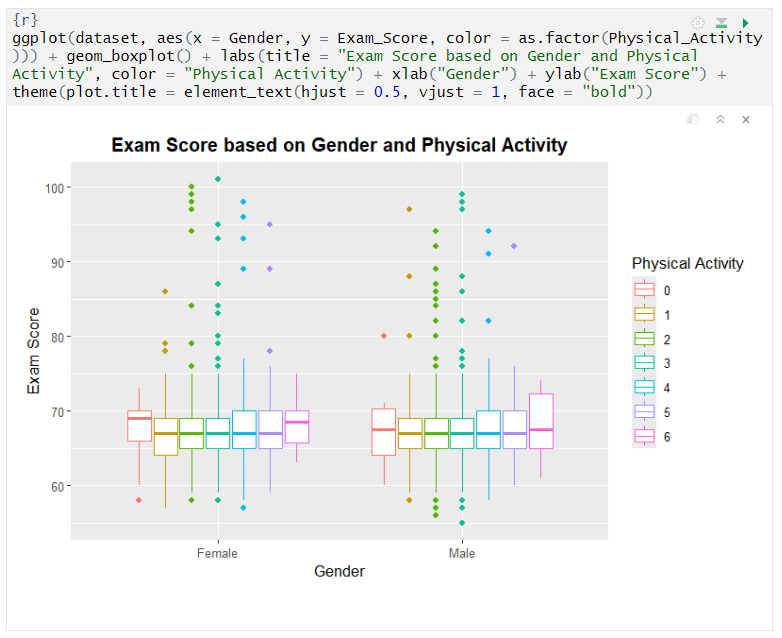 {r}
ggplot(dataset, aes(x = Gender, y = Exam_Score, color = as.factor(Physical_Activity
))) + geom_boxplot() + labs(title = "Exam Score based on Gender and Physical
Activity", color = "Physical Activity") + xlab("Gender") + ylab("Exam Score") +
theme(plot.title = element_text(hjust = 0.5, vjust = 1, face = "bold"))
Exam Score based on Gender and Physical Activity
Exam Score
100
90
80
70
60
Female
Male
Gender
Physical Activity
0
1
2
3
4
5
6